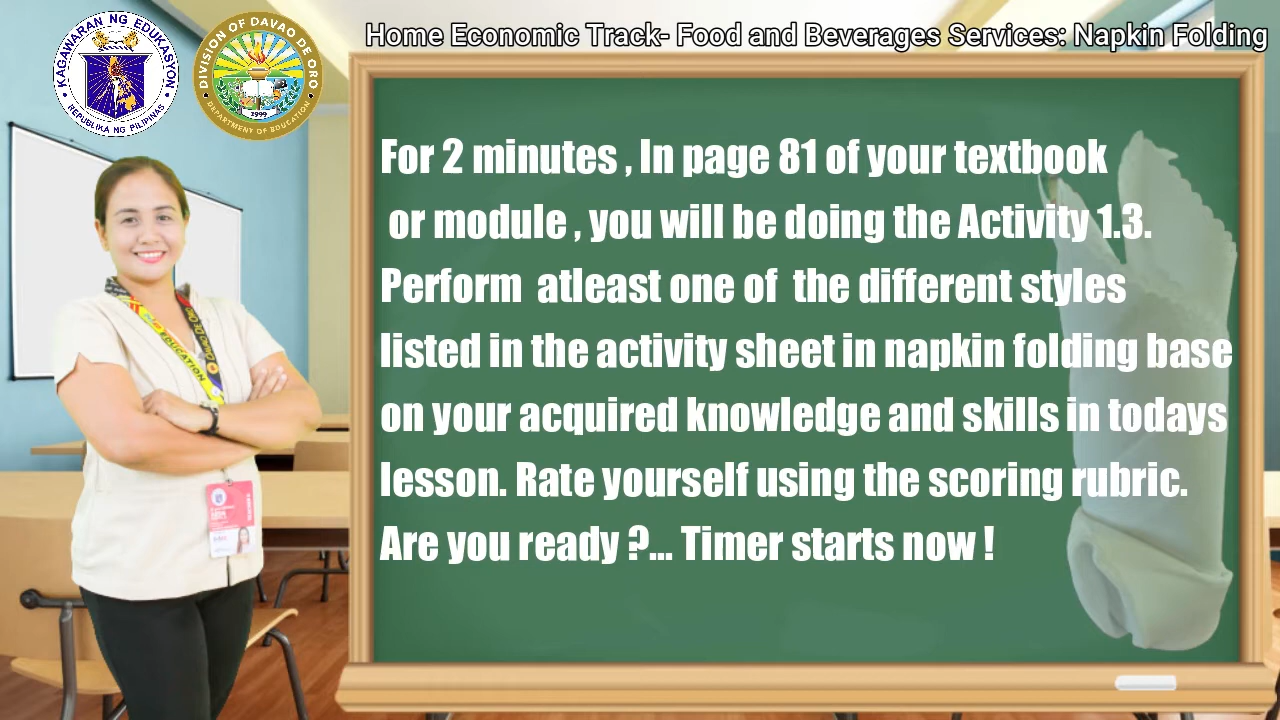 KAGAWARAN NG EDUKASYON
REPUBLIKA NG PILIPINAS
DIVISION OF DAVAO DE ORO
DEPARTMENT OF EDUCATION
1999
Home Economic Track- Food and Beverages Services: Napkin Folding
For 2 minutes , In page 81 of your textbook
or module , you will be doing the Activity 1.3.
Perform atleast one of the different styles
listed in the activity sheet in napkin folding base
on your acquired knowledge and skills in todays
lesson. Rate yourself using the scoring rubric.
Are you ready ?... Timer starts now !